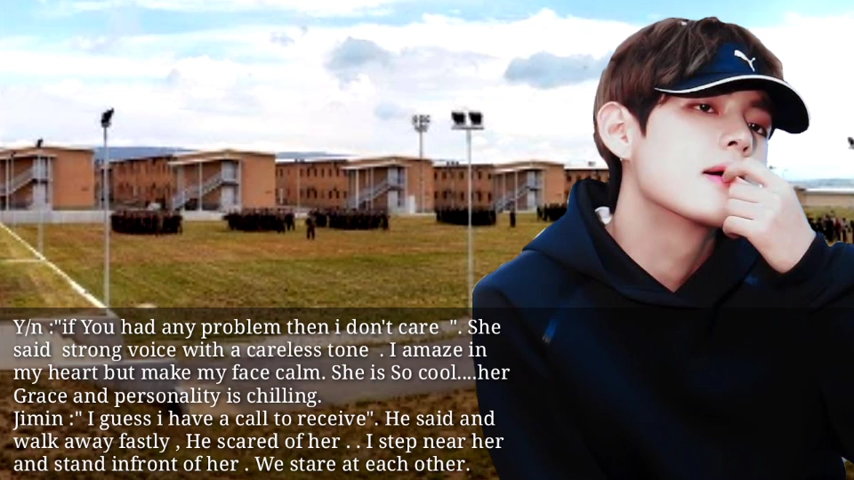 Y/n :"if You had any problem then i don't care  ". She
said  strong voice with a careless tone  . I amaze in
my heart but make my face calm. She is So cool....her
Grace and personality is chilling.
Jimin :" I guess i have a call to receive". He said and
walk away fastly , He scared of her . . I step near her
and stand infront of her . We stare at each other.